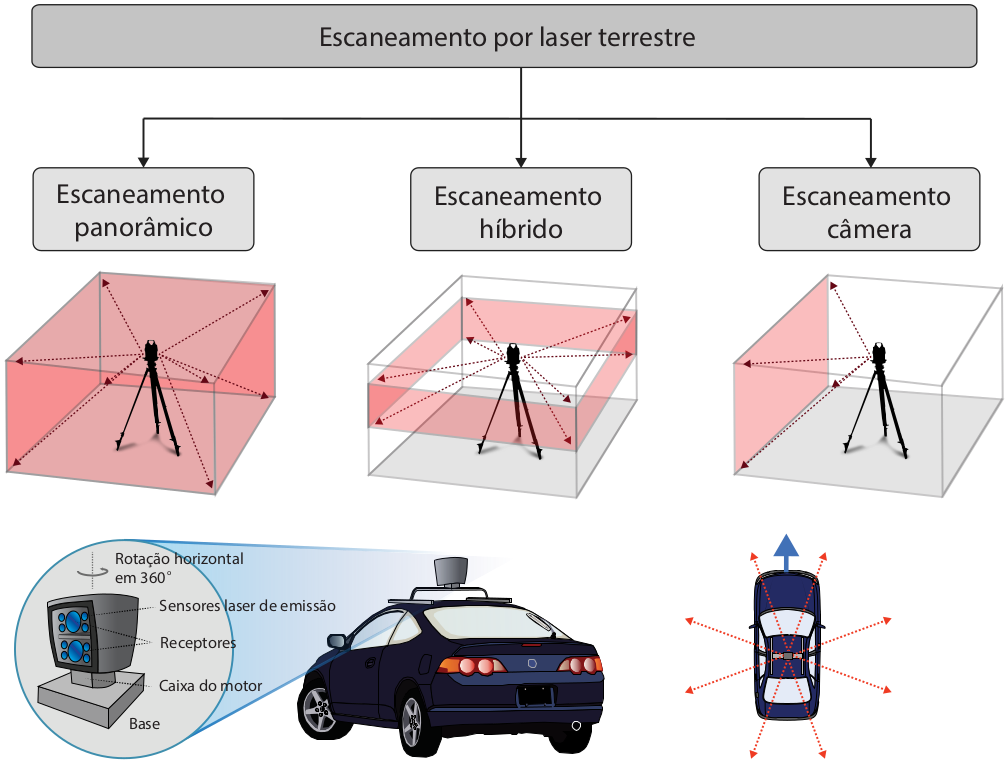 Escaneamento por laser terrestre
Escaneamento
panorâmico
Escaneamento
híbrido
Escaneamento
câmera
Rotação horizontal
em 360°
Sensores laser de emissão
Receptores
Caixa do motor
Base